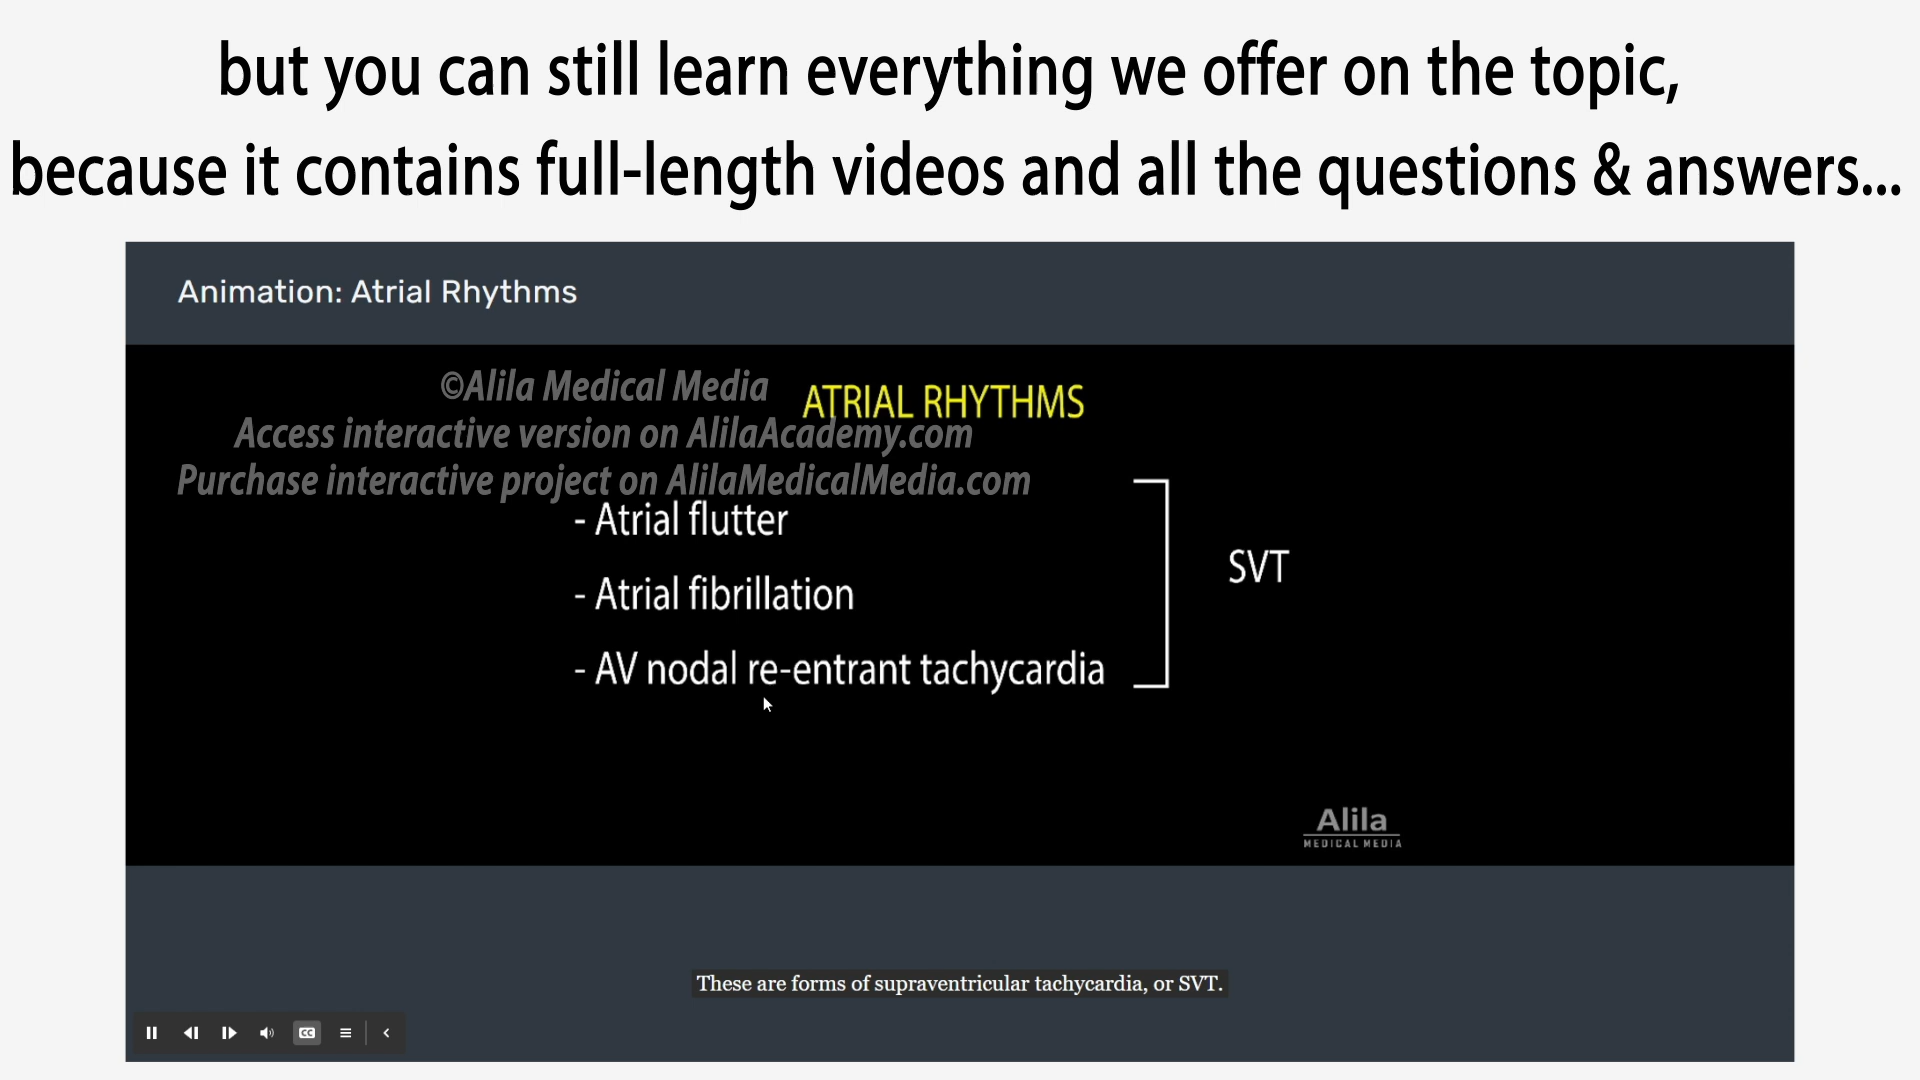 but you can still learn everything we offer on the topic,
because it contains full-length videos and all the questions & answers...
Animation: Atrial Rhythms
©Alila Medical Media
ATRIAL RHYTHMS
Access interactive version on AlilaAcademy.com
Purchase interactive project on AlilaMedicalMedia.com
- Atrial flutter
SVT
- Atrial fibrillation
- AV nodal re-entrant tachycardia
Alila
MEDICAL MEDIA
These are forms of supraventricular tachycardia, or SVT.
CC